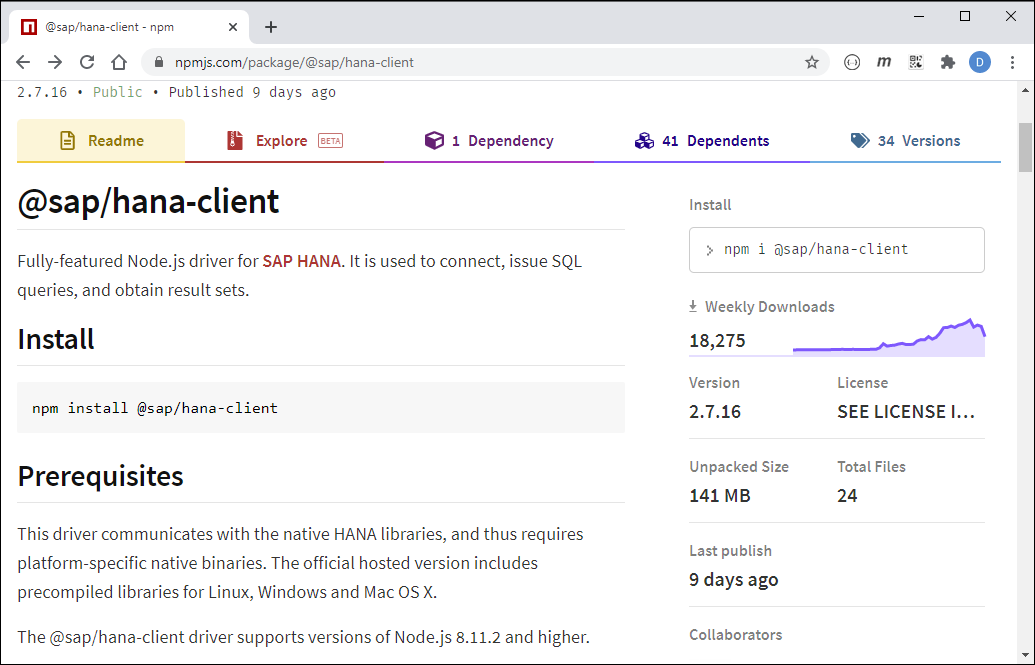 @sap/hana-client - npm
npmjs.com/package/@sap/hana-client
m
D
2.7.16 • Public • Published 9 days ago
Readme
Explore BETA
1 Dependency
41 Dependents
34 Versions
@sap/hana-client
Fully-featured Node.js driver for SAP HANA. It is used to connect, issue SQL
queries, and obtain result sets.
Install
npm install @sap/hana-client
Prerequisites
This driver communicates with the native HANA libraries, and thus requires
platform-specific native binaries. The official hosted version includes
precompiled libraries for Linux, Windows and Mac OS X.
The @sap/hana-client driver supports versions of Node.js 8.11.2 and higher.
Install
> npm i @sap/hana-client
Weekly Downloads
18,275
Version
2.7.16
License
SEE LICENSE I…
Unpacked Size
141 MB
Total Files
24
Last publish
9 days ago
Collaborators